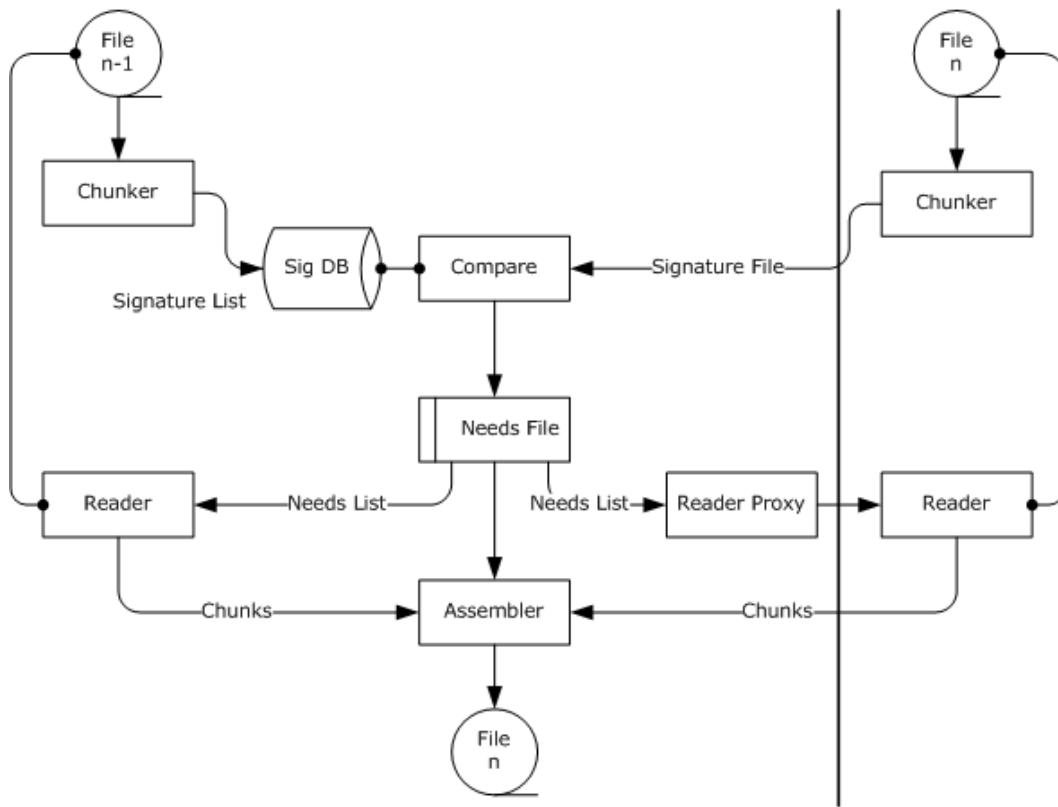 File
n-1
File
n
Chunker
Chunker
Sig DB
Compare
Signature File
Signature List
Needs File
Reader
Needs List
Needs List
Reader Proxy
Reader
Chunks
Assembler
Chunks
File
n